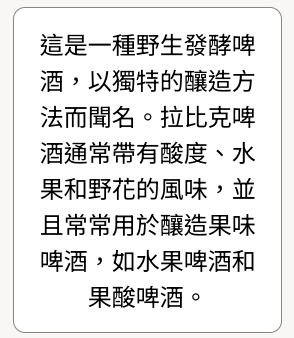 這是一種野生發酵啤
酒，以獨特的釀造方
法而聞名。拉比克啤
酒通常帶有酸度、水
果和野花的風味，並
且常常用於釀造果味
啤酒，如水果啤酒和
果酸啤酒。